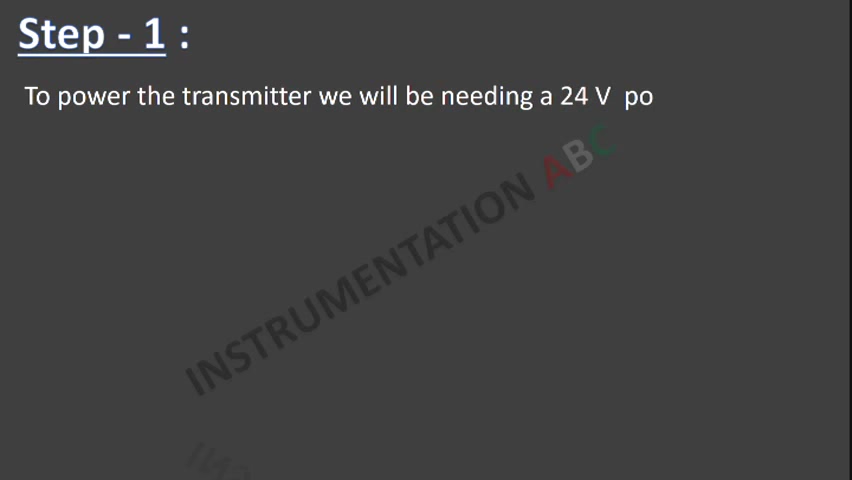 Step - 1 :
To power the transmitter we will be needing a 24 V po
INSTRUMENTATION ABC